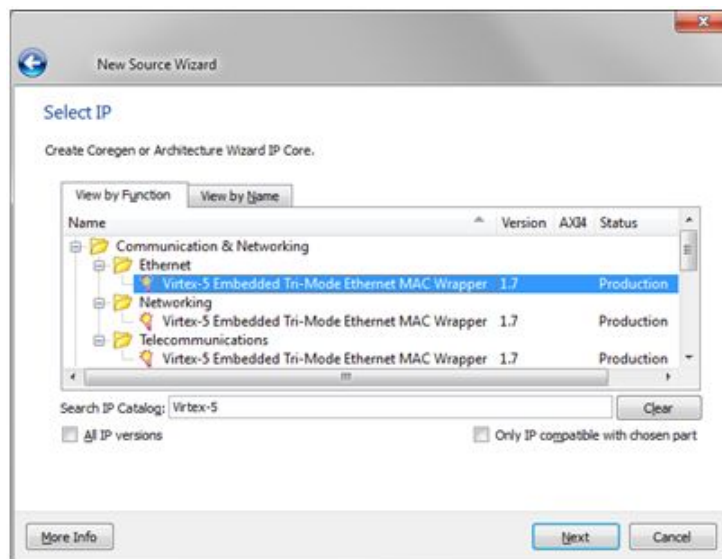 New Source Wizard
Select IP
Create Coregen or Architecture Wizard IP Core.
View by Function View by Name
Name Version AXI4 Status
Communication & Networking
Ethernet
Virtex-5 Embedded Tri-Mode Ethernet MAC Wrapper 1.7 Production
Networking
Virtex-5 Embedded Tri-Mode Ethernet MAC Wrapper 1.7 Production
Telecommunications
Virtex-5 Embedded Tri-Mode Ethernet MAC Wrapper 1.7 Production
Search IP Catalog: Virtex-5 Clear
All IP versions Only IP compatible with chosen part
More Info Next Cancel